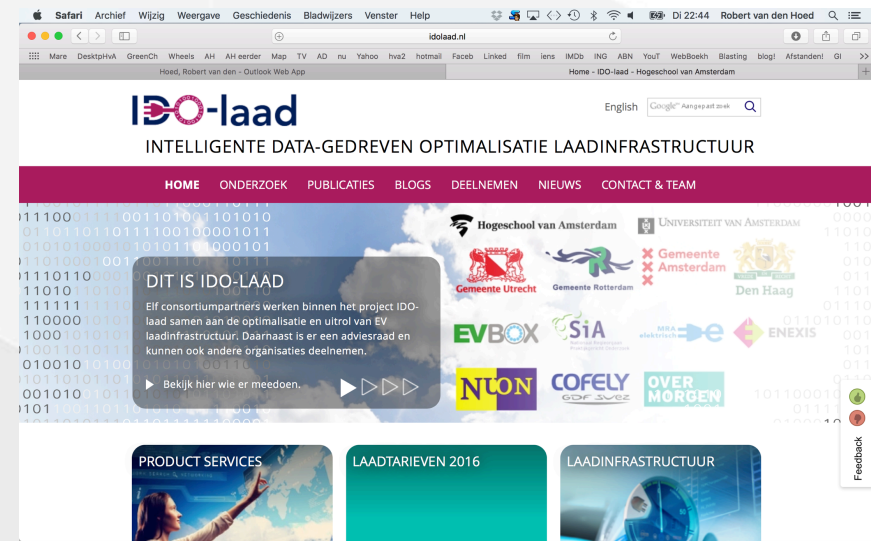 Safari Archief Wijzig Weergave Geschiedenis Bladwijzers Venster Help Di 22:44 Robert van den Hoed
idolaad.nl
Mare DesktpHvA GreenCh Wheels AH AH eerder Map TV AD nu Yahoo hva2 hotmail Faceb Linked film iens IMDb ING ABN YouT WebBoekh Blasting blog! Afstanden! Gl >>
Hoed, Robert van den - Outlook Web App Home - IDO-laad - Hogeschool van Amsterdam
IDO-laad
English Google™ Aangepast zoek
INTELLIGENTE DATA-GEDREVEN OPTIMALISATIE LAADINFRASTRUCTUUR
HOME ONDERZOEK PUBLICATIES BLOGS DEELNEMEN NIEUWS CONTACT & TEAM
Hogeschool van Amsterdam UNIVERSITEIT VAN AMSTERDAM
Gemeente Utrecht Gemeente Rotterdam Gemeente Amsterdam Den Haag
DIT IS IDO-LAAD
Elf consortiumpartners werken binnen het project IDO-
laad samen aan de optimalisatie en uitrol van EV
laadinfrastructuur. Daarnaast is er een adviesraad en
kunnen ook andere organisaties deelnemen.
Bekijk hier wie er meedoen.
EVBOX SiA MRA elektrisch ENEXIS
NUON COFELY GDF SUEZ OVER MORGEN
Feedback
PRODUCT SERVICES LAADTARIEVEN 2016 LAADINFRASTRUCTUUR